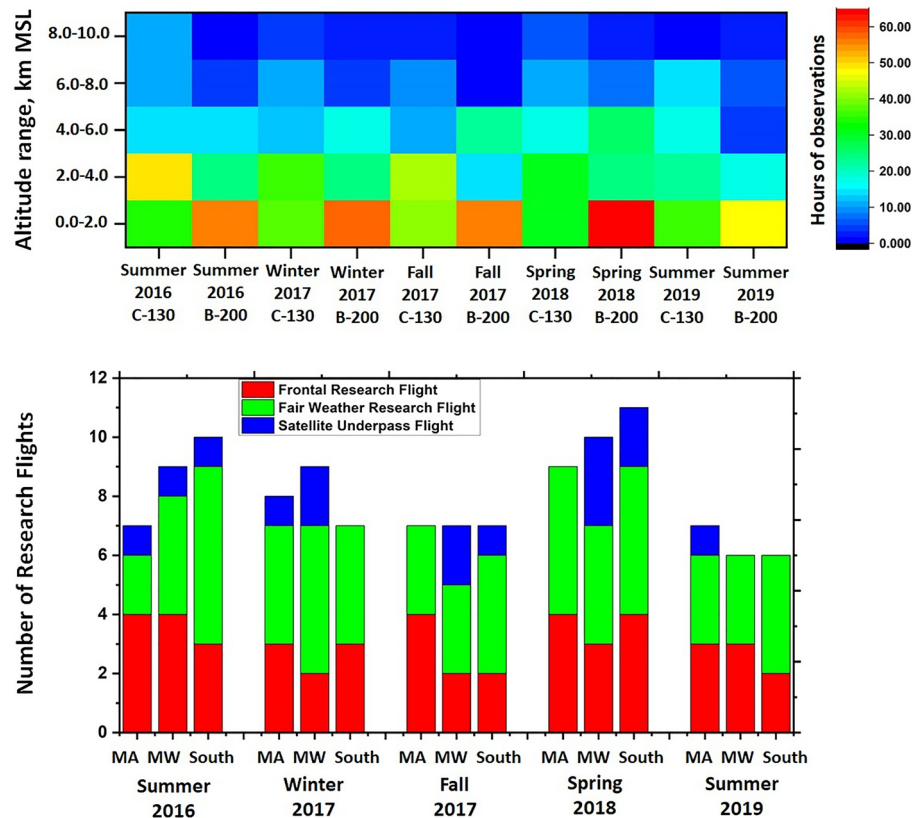 Altitude range, km MSL
8.0-10.0
6.0-8.0
4.0-6.0
2.0-4.0
0.0-2.0
Summer Summer Winter Winter Fall Fall Spring Spring Summer Summer
2016 2016 2017 2017 2017 2017 2018 2018 2019 2019
C-130 B-200 C-130 B-200 C-130 B-200 C-130 B-200 C-130 B-200
Hours of observations
60.00
50.00
40.00
30.00
20.00
10.00
0.000
Number of Research Flights
12
10
8
6
4
2
0
Frontal Research Flight
Fair Weather Research Flight
Satellite Underpass Flight
MA MW South MA MW South MA MW South MA MW South MA MW South
Summer Winter Fall Spring Summer
2016 2017 2017 2018 2019